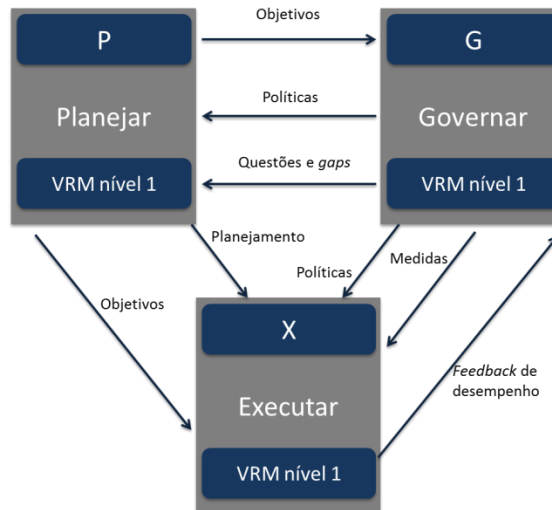 Objetivos
P
G
Políticas
Planejar
Governar
Questões e gaps
VRM nível 1
VRM nível 1
Planejamento
Medidas
Políticas
Objetivos
X
Feedback de
desempenho
Executar
VRM nível 1